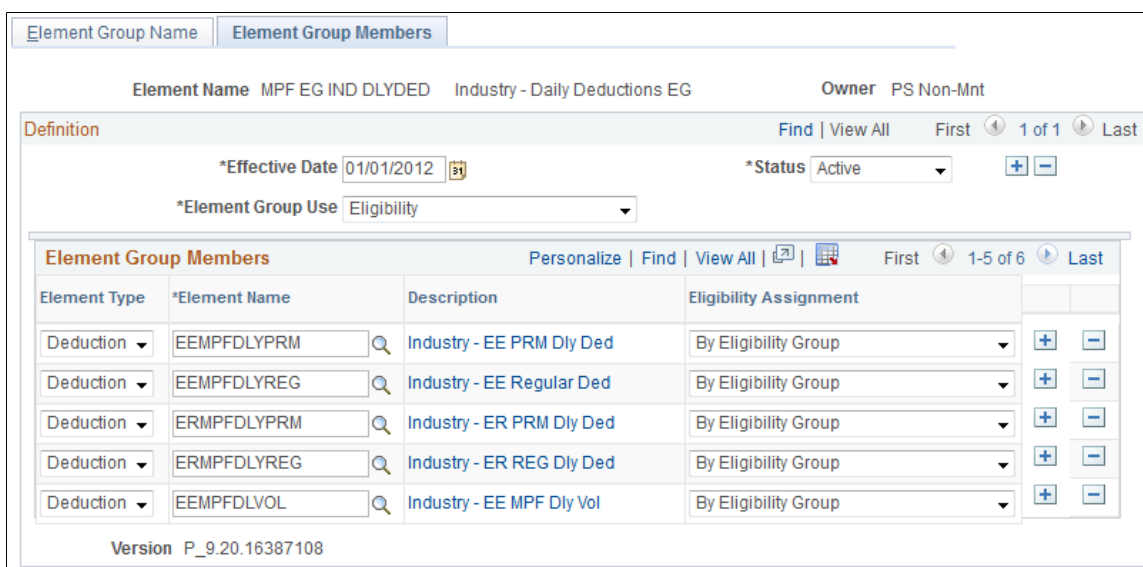 Element Group Name Element Group Members
Element Name MPF EG IND DLYDED Industry - Daily Deductions EG Owner PS Non-Mnt
Definition Find | View All First 1 of 1 Last
*Effective Date 01/01/2012 31 *Status Active
*Element Group Use Eligibility
Element Group Members Personalize | Find | View All | | First 1-5 of 6 Last
Element Type *Element Name Description Eligibility Assignment
Deduction EEMPFDLYPRM Industry - EE PRM Dly Ded By Eligibility Group
Deduction EEMPFDLYREG Industry - EE Regular Ded By Eligibility Group
Deduction ERMPFDLYPRM Industry - ER PRM Dly Ded By Eligibility Group
Deduction ERMPFDLYREG Industry - ER REG Dly Ded By Eligibility Group
Deduction EEMPFDLVOL Industry - EE MPF Dly Vol By Eligibility Group
Version P_9.20.16387108